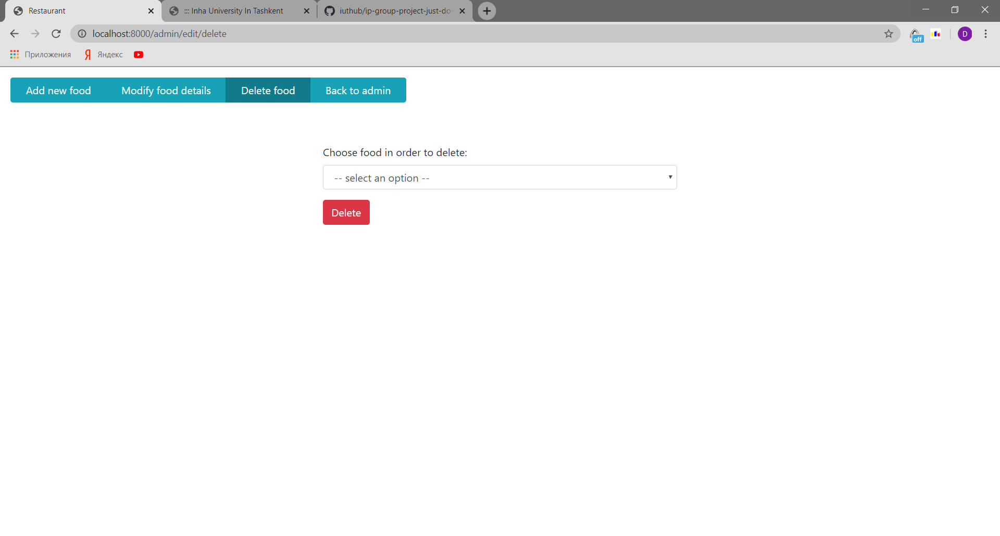 Restaurant
::: Inha University In Tashkent
iuthub/ip-group-project-just-do-
localhost:8000/admin/edit/delete
off
D
Приложения
Я Яндекс
Add new food
Modify food details
Delete food
Back to admin
Choose food in order to delete:
-- select an option --
Delete